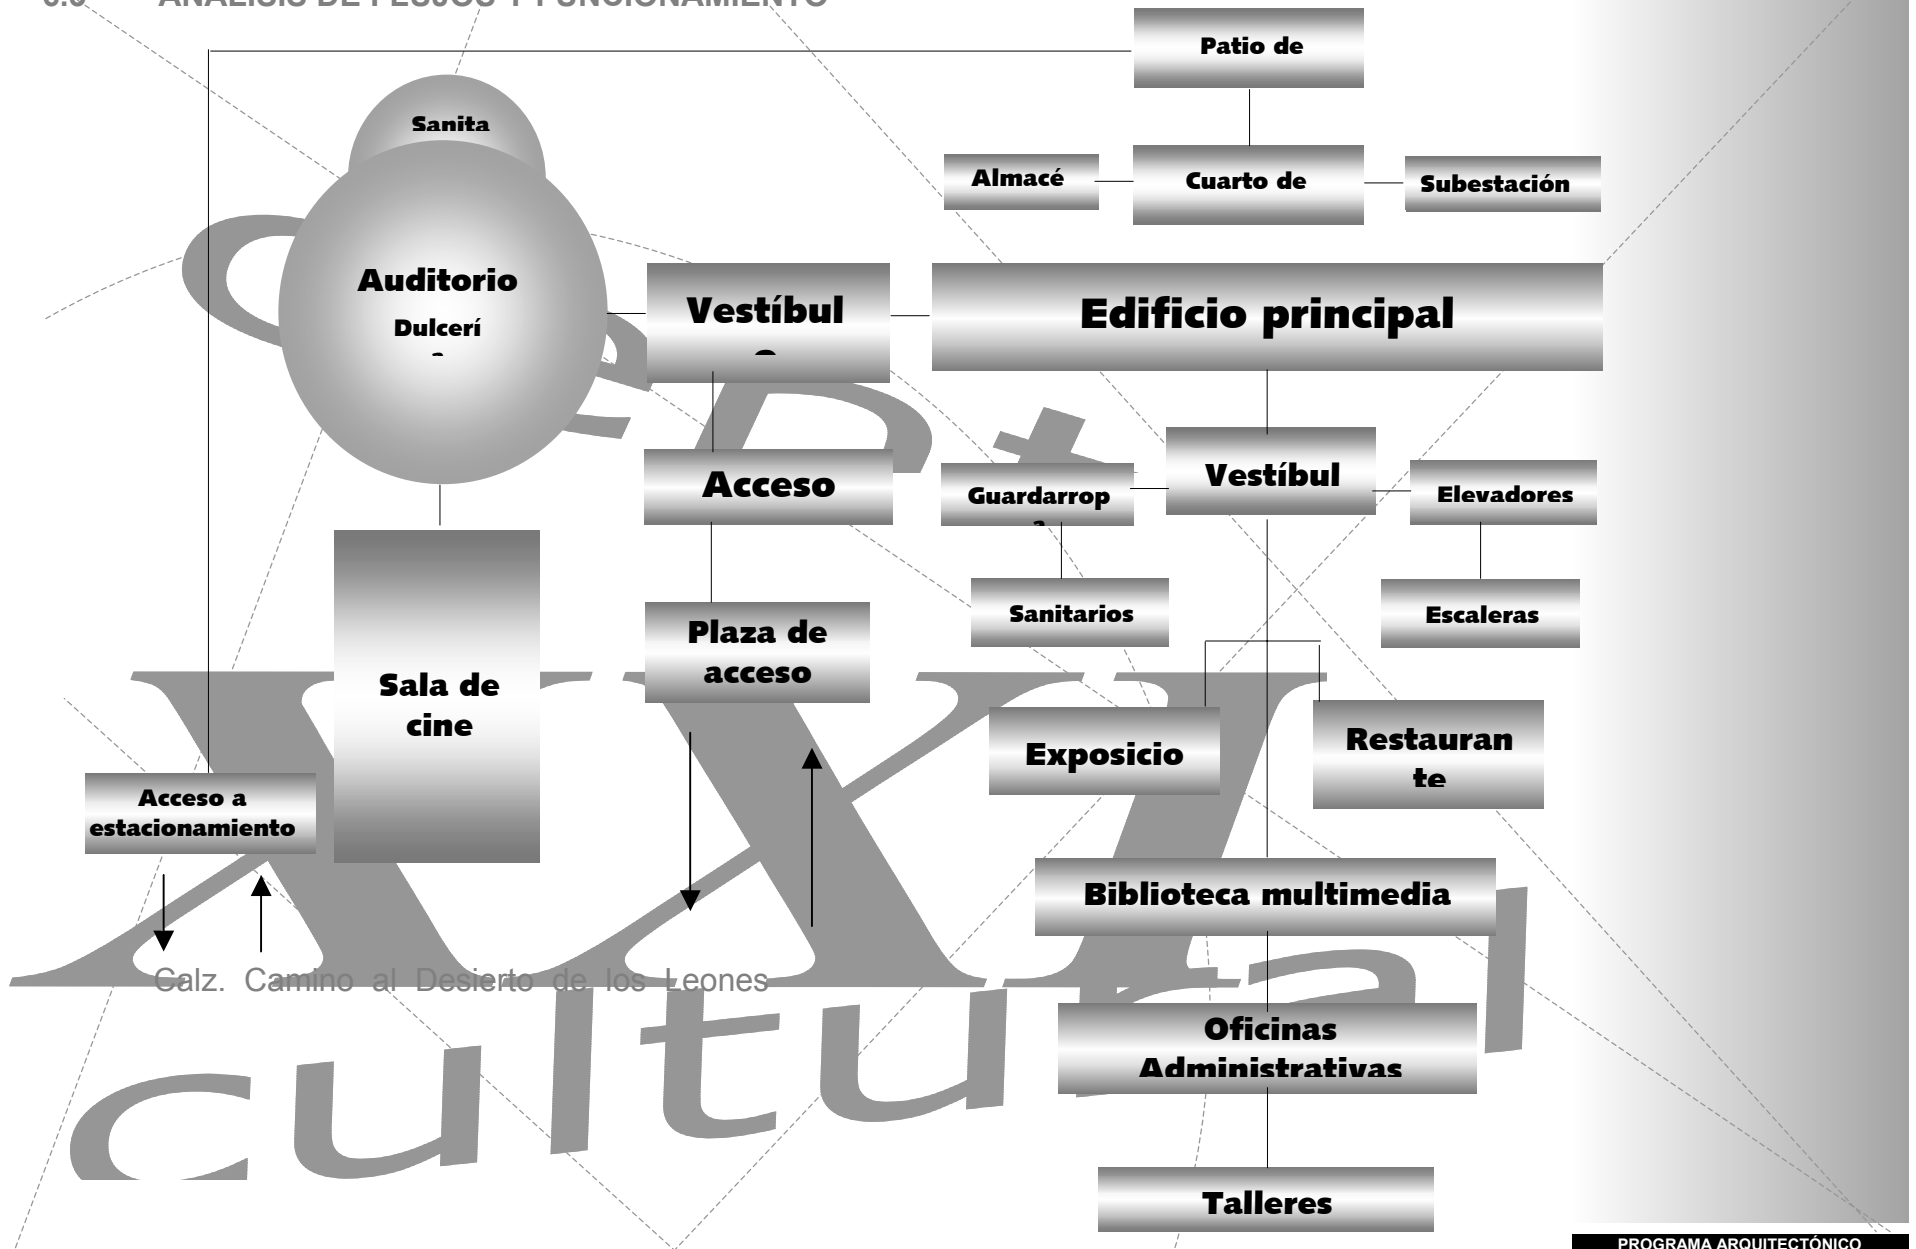 ANÁLISIS DE FLUJOS Y FUNCIONAMIENTO
Patio de
Sanita
Almacé
Cuarto de
Subestación
Auditorio
Dulcerí
a
Vestíbul
o
Edificio principal
Acceso
Guardarrop
a
Vestíbul
Elevadores
Sanitarios
Escaleras
Plaza de
acceso
Sala de
cine
Exposicio
Restauran
te
Acceso a
estacionamiento
Biblioteca multimedia
Calz. Camino al Desierto de los Leones
Oficinas
Administrativas
Talleres
XXI
cultural
PROGRAMA ARQUITECTÓNICO